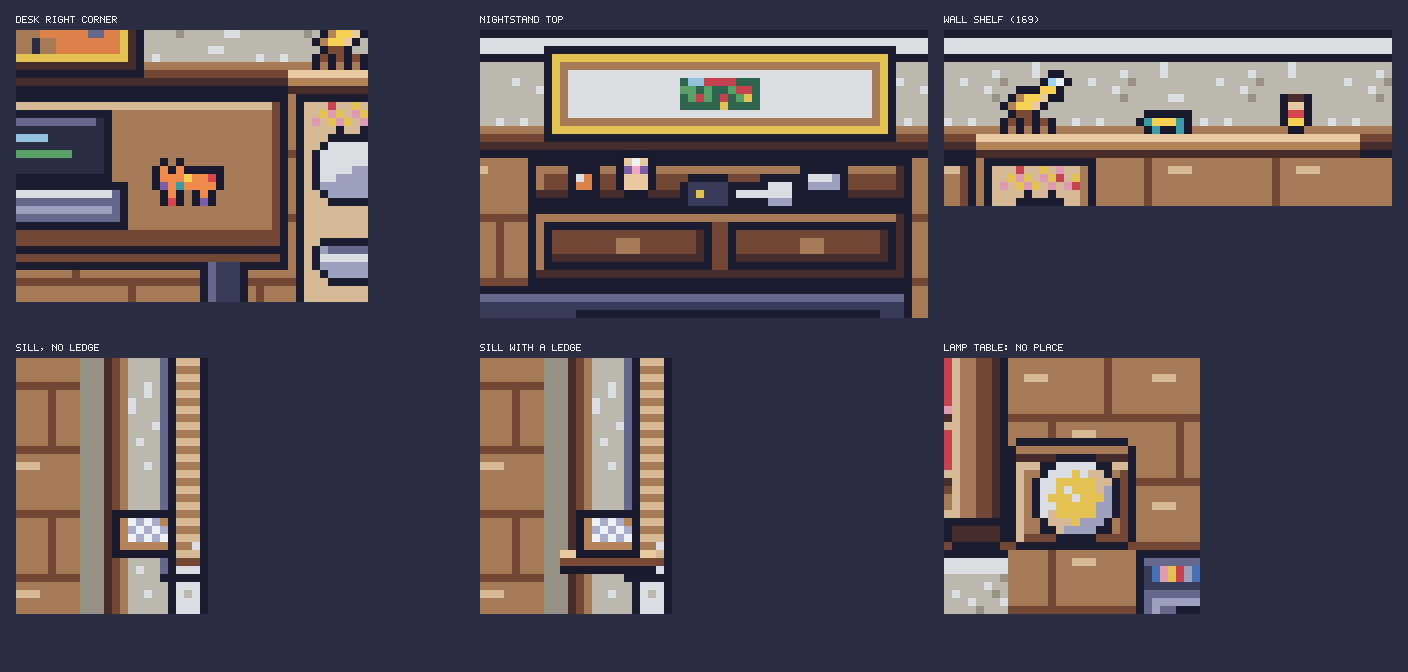 DESK RIGHT CORNER
NIGHTSTAND TOP
WALL SHELF (169)
SILL, NO LEDGE
SILL WITH A LEDGE
LAMP TABLE: NO PLACE